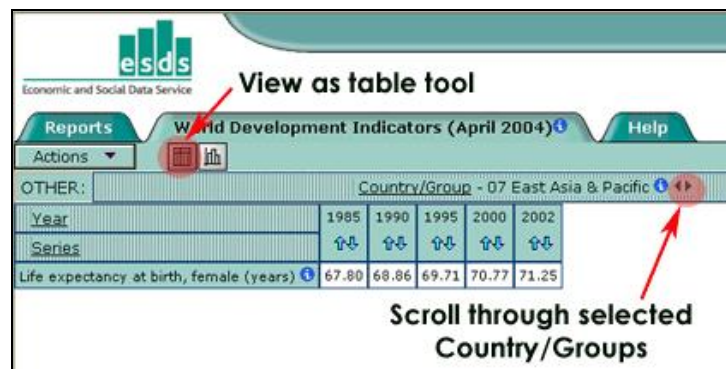 esds
Economic and Social Data Service
View as table tool
Reports
World Development Indicators (April 2004)
Help
Actions
OTHER:
Country/Group - 07 East Asia & Pacific
Year 1985 1990 1995 2000 2002
Series
Life expectancy at birth, female (years) 67.80 68.86 69.71 70.77 71.25
Scroll through selected
Country/Groups